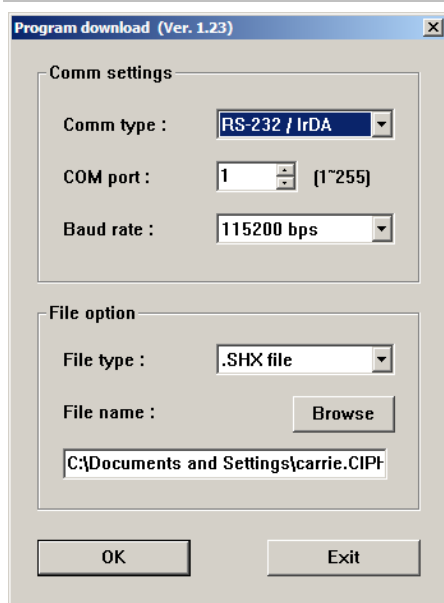 Program download (Ver. 1.23)
Comm settings
Comm type : RS-232 / IrDA
COM port : 1 (1~255)
Baud rate : 115200 bps
File option
File type : .SHX file
File name : Browse
C:\Documents and Settings\carrie.CIPH
OK Exit